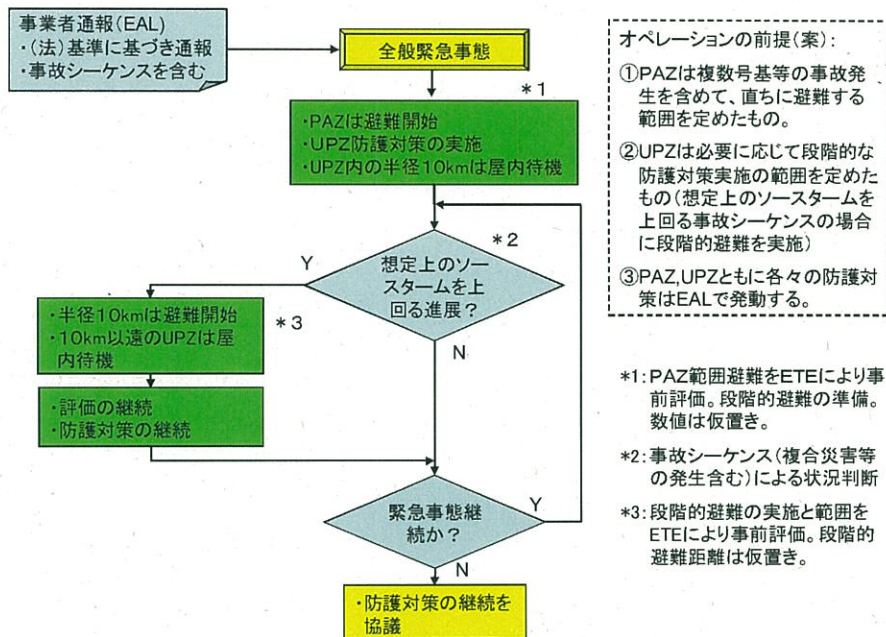 事業者通報(EAL)
・(法)基準に基づき通報
・事故シーケンスを含む
全般緊急事態
*1
・PAZは避難開始
・UPZ防護対策の実施
・UPZ内の半径10kmは屋内待機
*2
Y
想定上のソー
スタームを上
回る進展?
N
・半径10kmは避難開始
・10km以遠のUPZは屋
内待機
*3
・評価の継続
・防護対策の継続
緊急事態継
続か?
Y
N
・防護対策の継続を
協議
オペレーションの前提(案):
①PAZは複数号基等の事故発
生を含めて、直ちに避難する
範囲を定めたもの。
②UPZは必要に応じて段階的な
防護対策実施の範囲を定めた
もの(想定上のソースタームを
上回る事故シーケンスの場合
に段階的避難を実施)
③PAZ,UPZともに各々の防護対
策はEALで発動する。
*1:PAZ範囲避難をETEにより事
前評価。段階的避難の準備。
数値は仮置き。
*2:事故シーケンス(複合災害等
の発生含む)による状況判断
*3:段階的避難の実施と範囲を
ETEにより事前評価。段階的
避難距離は仮置き。